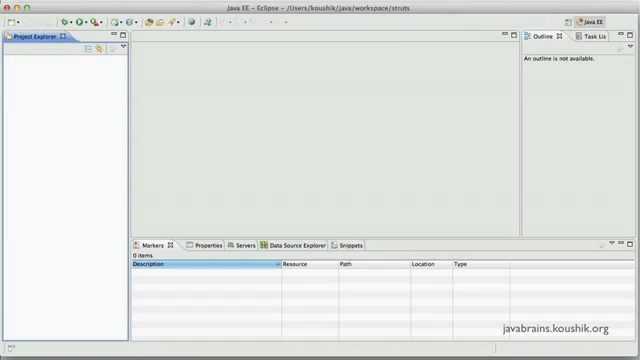 Java EE – Eclipse – /Users/koushik/java/workspace/struts
Java EE
Project Explorer
Outline
Task Lis
An outline is not available.
Markers
Properties
Servers
Data Source Explorer
Snippets
0 items
Description
Resource
Path
Location
Type
javabrains.koushik.org